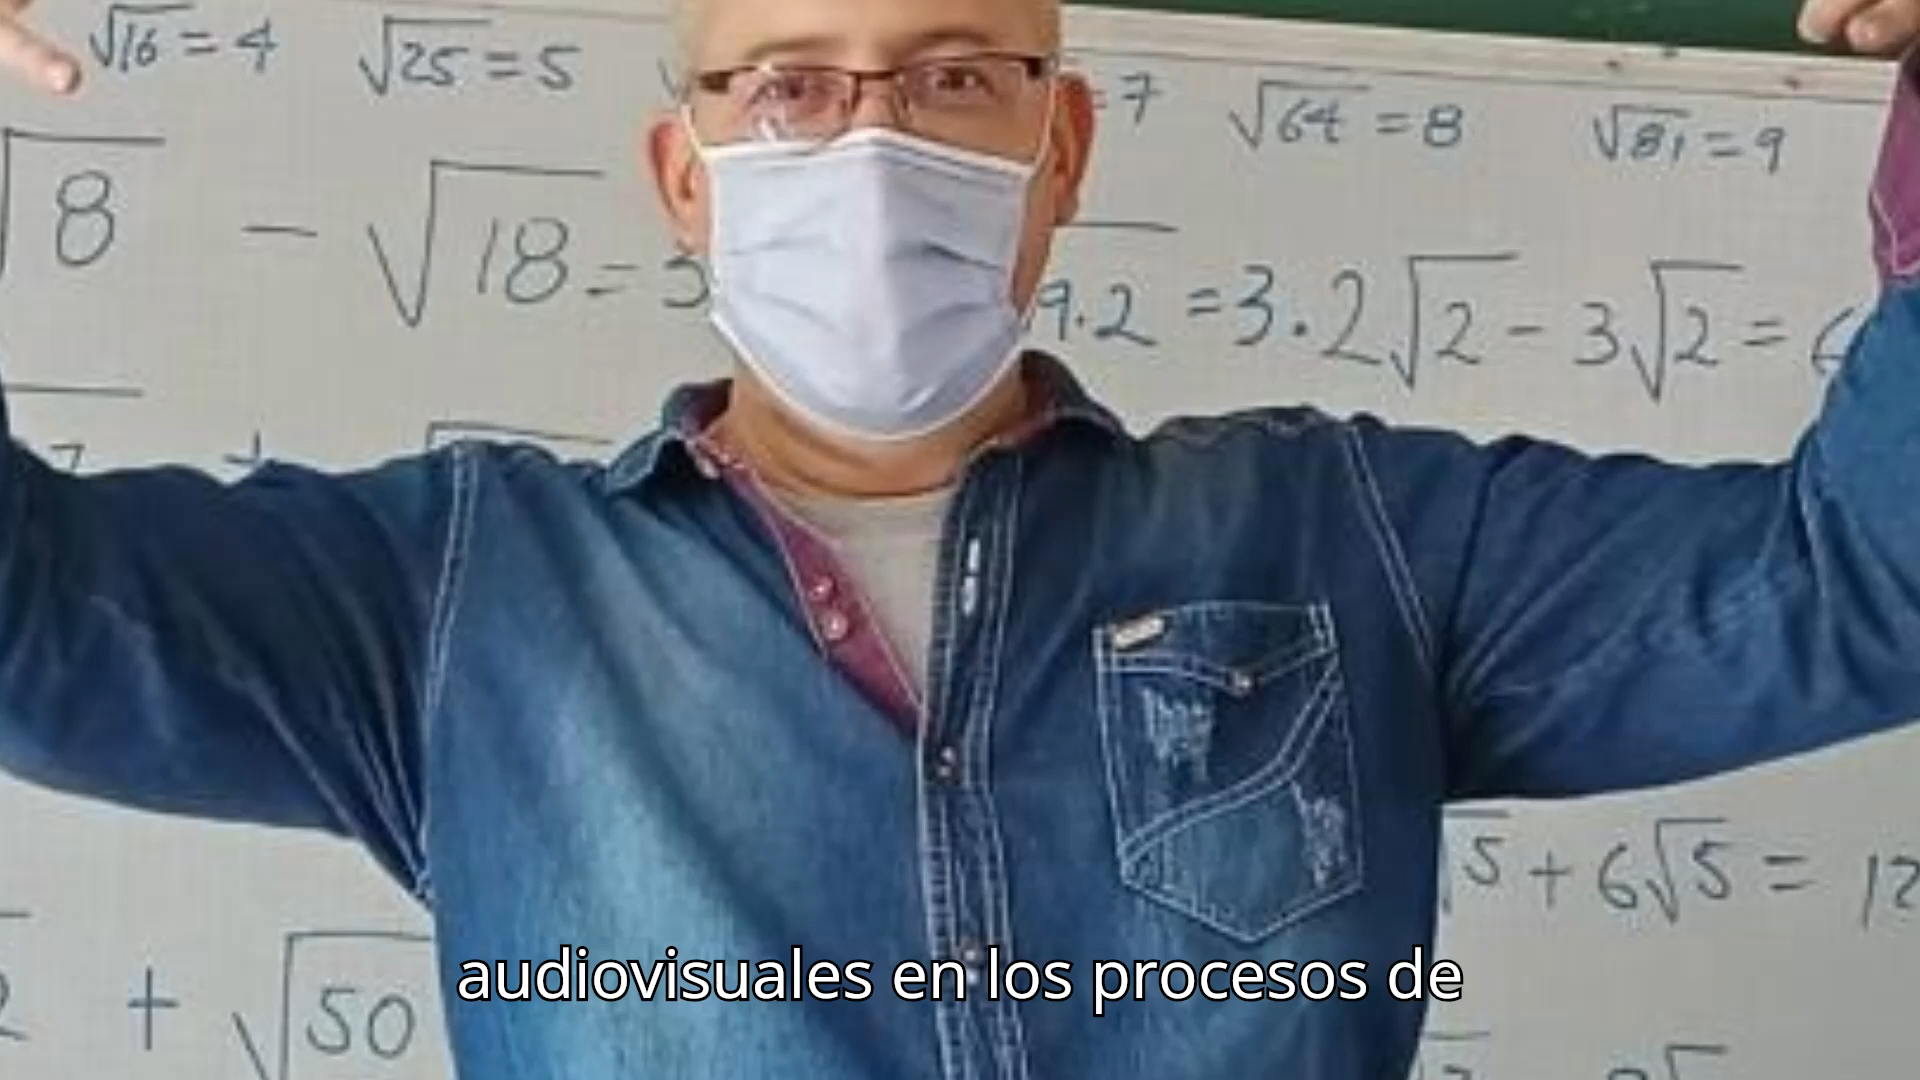 √16 = 4 √25 = 5 = 7 √64 = 8 √81 = 9
√8 - √18 = 3 9.2 = 3.2√2 - 3√2 =
+
√5 + 6√5 = 12
+ √50
audiovisuales en los procesos de